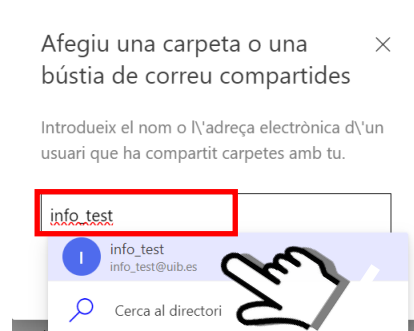 Afegiu una carpeta o una
bústia de correu compartides
Introdueix el nom o l\'adreça electrònica d\'un
usuari que ha compartit carpetes amb tu.
info_test
I
info_test
info_test@uib.es
Cerca al directori